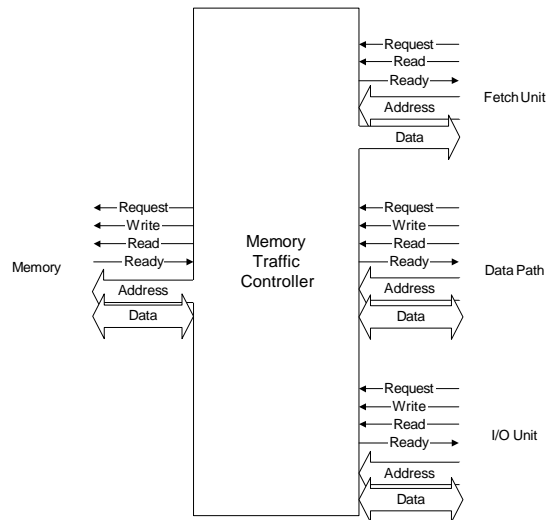 Request
Read
Ready
Address
Data
Fetch Unit
Request
Write
Read
Ready
Address
Data
Memory
Memory
Traffic
Controller
Request
Write
Read
Ready
Address
Data
Data Path
Request
Write
Read
Ready
Address
Data
I/O Unit